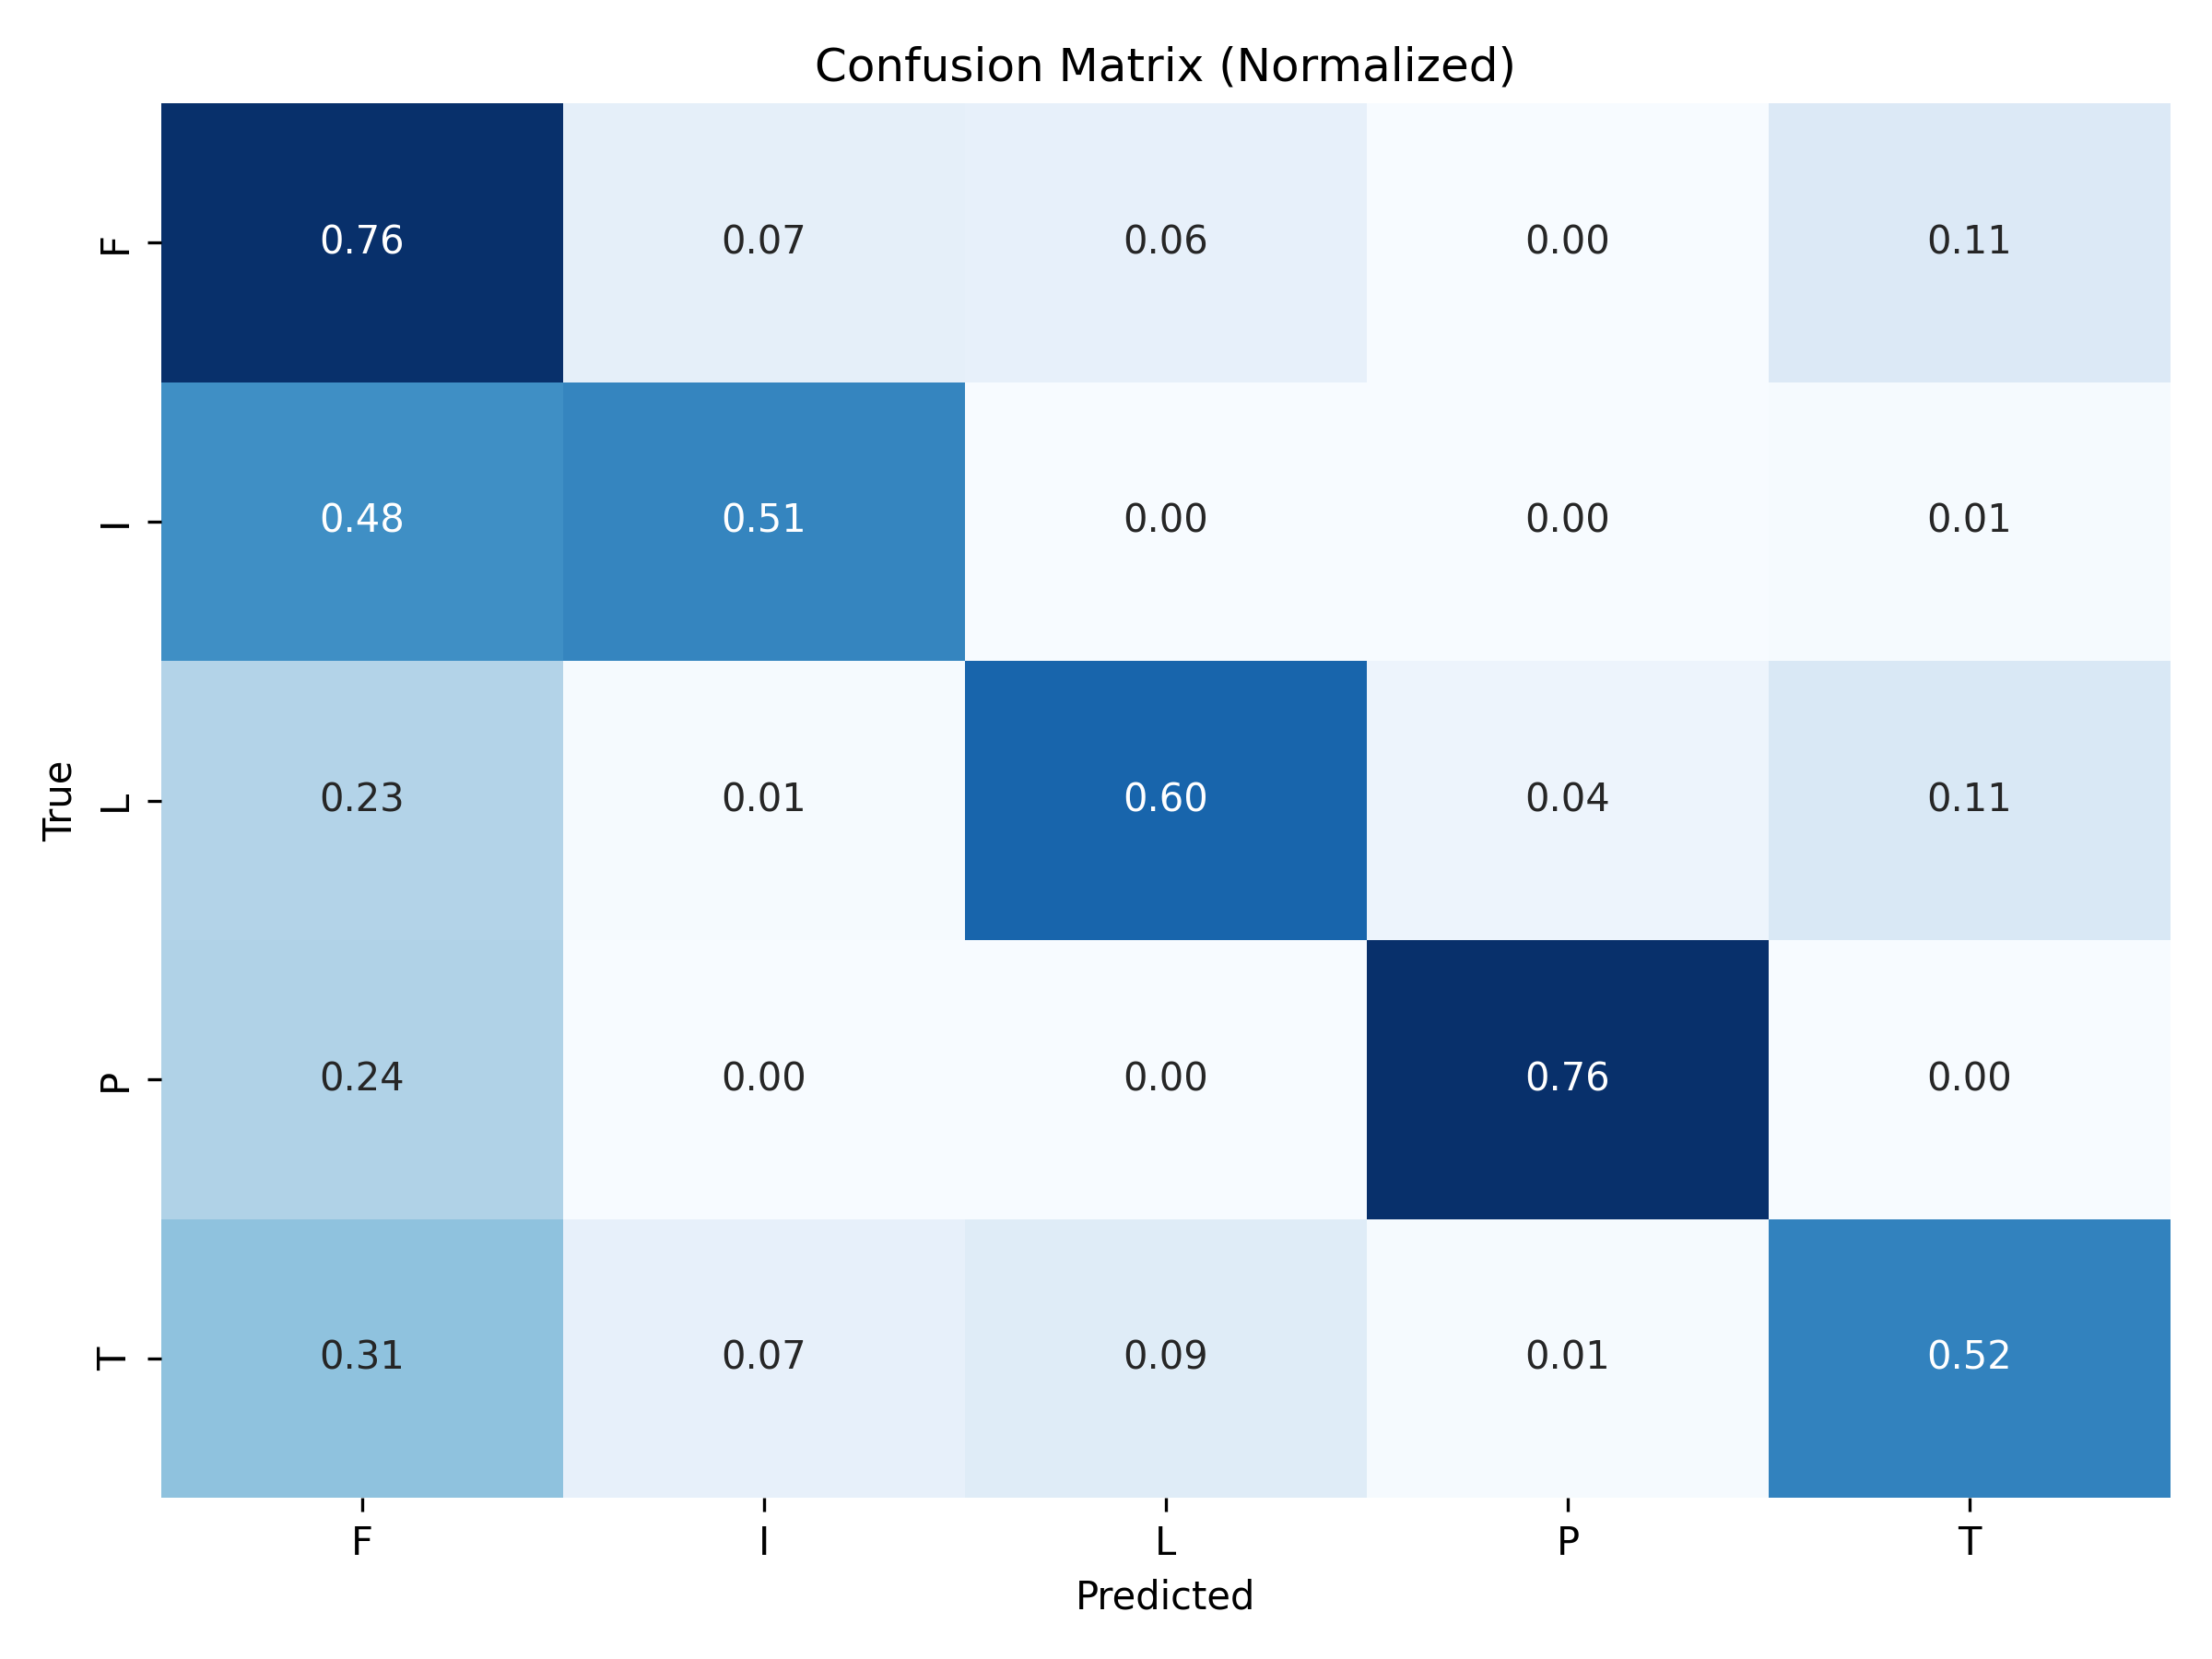 Confusion Matrix (Normalized)
F 0.76 0.07 0.06 0.00 0.11
I 0.48 0.51 0.00 0.00 0.01
L 0.23 0.01 0.60 0.04 0.11
P 0.24 0.00 0.00 0.76 0.00
T 0.31 0.07 0.09 0.01 0.52
True
F I L P T
Predicted